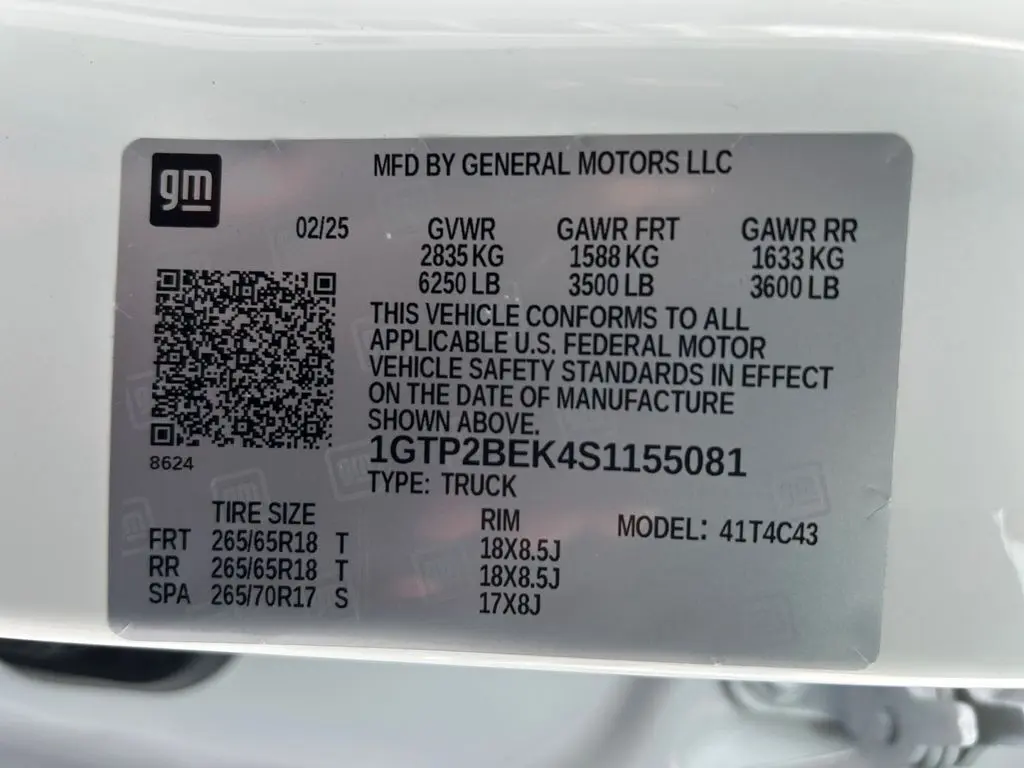 gm
MFD BY GENERAL MOTORS LLC
02/25 GVWR GAWR FRT GAWR RR
2835 KG 1588 KG 1633 KG
6250 LB 3500 LB 3600 LB
THIS VEHICLE CONFORMS TO ALL
APPLICABLE U.S. FEDERAL MOTOR
VEHICLE SAFETY STANDARDS IN EFFECT
ON THE DATE OF MANUFACTURE
SHOWN ABOVE.
1GTP2BEK4S1155081
8624
TYPE: TRUCK
TIRE SIZE RIM MODEL: 41T4C43
FRT 265/65R18 T 18X8.5J
RR 265/65R18 T 18X8.5J
SPA 265/70R17 S 17X8J